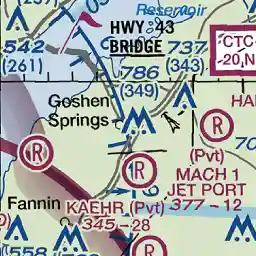 Reservoir
HWY 43
BRIDGE
542
(261)
737
(343)
CTC
20,N
786
(349)
Goshen
Springs
HA
R
R
R
(Pvt)
MACH 1
JET PORT
377 - 12
Fannin
KAEHR (Pvt)
345 - 28
558
R